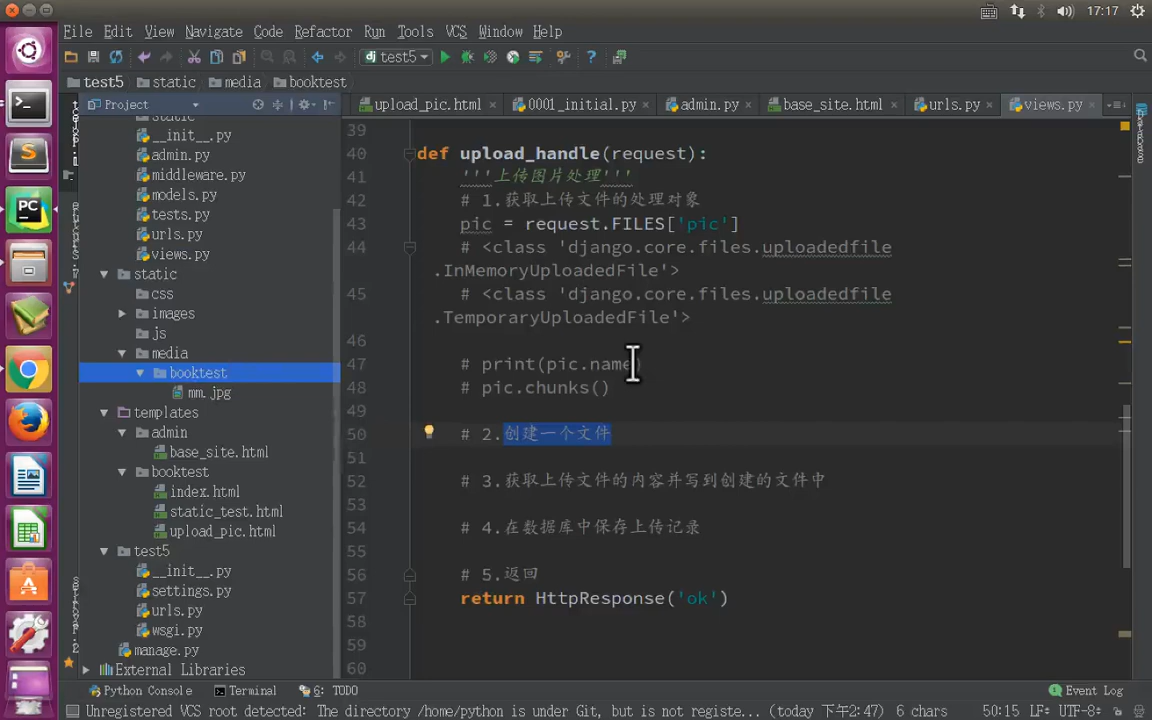 17:17
File Edit View Navigate Code Refactor Run Tools VCS Window Help
test5
test5 static media booktest
Project
upload_pic.html 0001_initial.py admin.py base_site.html urls.py views.py
static
__init__.py
admin.py
middleware.py
models.py
tests.py
urls.py
views.py
static
css
images
js
media
booktest
mm.jpg
templates
admin
base_site.html
booktest
index.html
static_test.html
upload_pic.html
test5
__init__.py
settings.py
urls.py
wsgi.py
manage.py
External Libraries
39
40 def upload_handle(request):
41 '''上传图片处理'''
42 # 1.获取上传文件的处理对象
43 pic = request.FILES['pic']
44 # <class 'django.core.files.uploadedfile
.InMemoryUploadedFile'>
45 # <class 'django.core.files.uploadedfile
.TemporaryUploadedFile'>
46
47 # print(pic.name)
48 # pic.chunks()
49
50 # 2.创建一个文件
51
52 # 3.获取上传文件的内容并写到创建的文件中
53
54 # 4.在数据库中保存上传记录
55
56 # 5.返回
57 return HttpResponse('ok')
58
59
60
Python Console Terminal 6: TODO Event Log
Unregistered VCS root detected: The directory /home/python is under Git, but is not registe... (today 下午2:47) 6 chars 50:15 LF÷ UTF-8÷